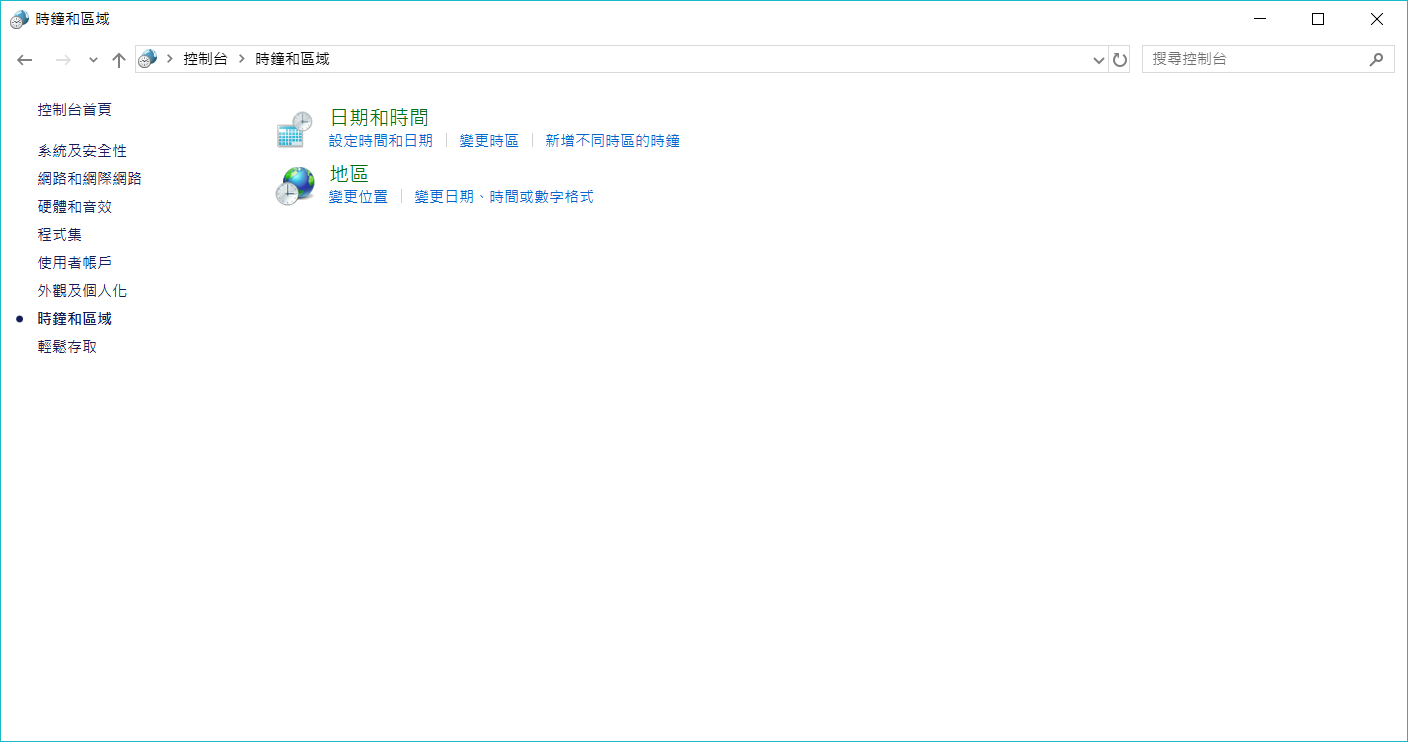 時鐘和區域
控制台 時鐘和區域
搜尋控制台
控制台首頁
系統及安全性
網路和網際網路
硬體和音效
程式集
使用者帳戶
外觀及個人化
時鐘和區域
輕鬆存取
日期和時間
設定時間和日期 變更時區 新增不同時區的時鐘
地區
變更位置 變更日期、時間或數字格式